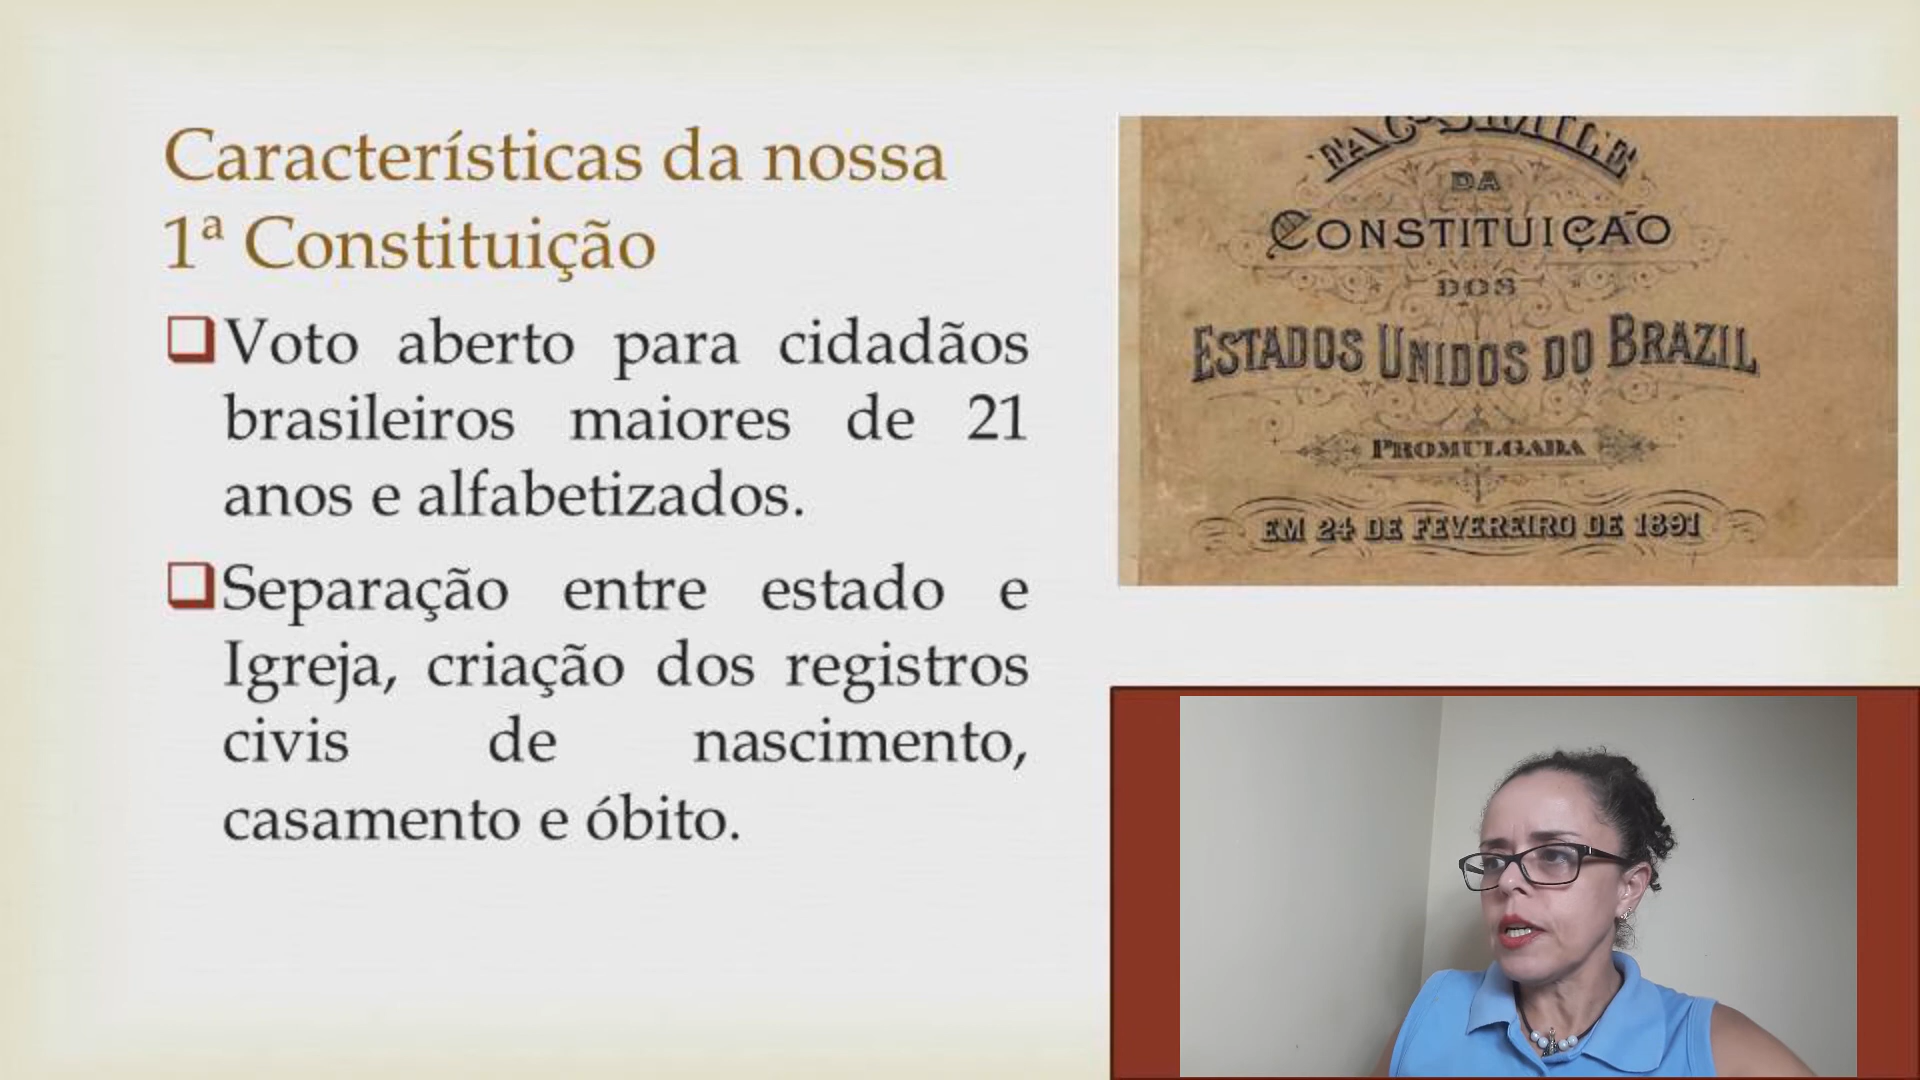 Características da nossa
1ª Constituição
Voto aberto para cidadãos
brasileiros maiores de 21
anos e alfabetizados.
Separação entre estado e
Igreja, criação dos registros
civis de nascimento,
casamento e óbito.
FAC-SIMILE
DA
CONSTITUIÇÃO
DOS
ESTADOS UNIDOS DO BRAZIL
PROMULGADA
EM 24 DE FEVEREIRO DE 1891